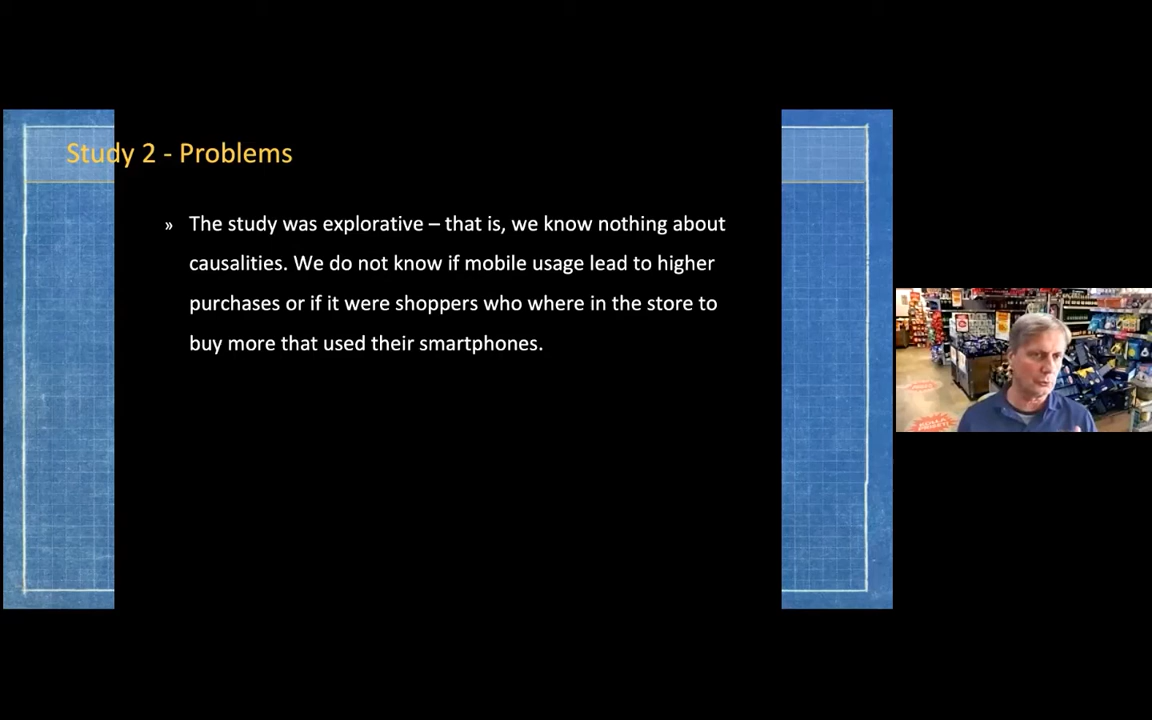 Study 2 - Problems
» The study was explorative – that is, we know nothing about
causalities. We do not know if mobile usage lead to higher
purchases or if it were shoppers who where in the store to
buy more that used their smartphones.